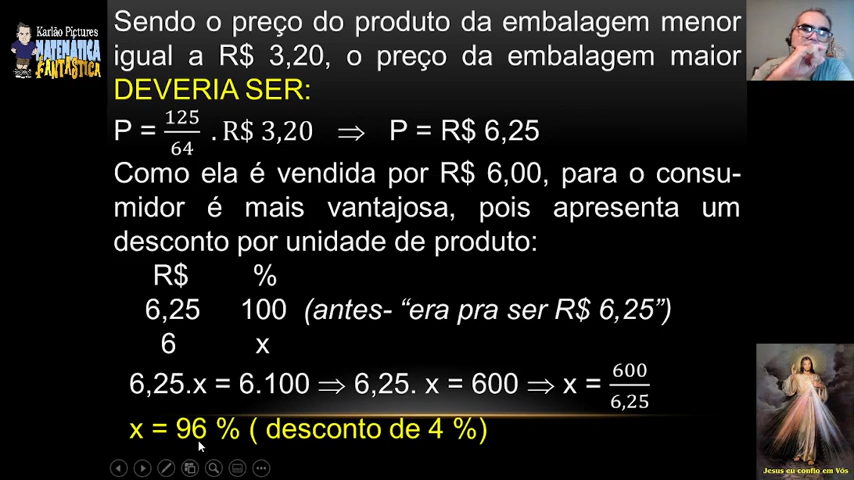 Karlão Pictures
MATEMÁTICA
FANTÁSTICA
Sendo o preço do produto da embalagem menor
igual a R$ 3,20, o preço da embalagem maior
DEVERIA SER:
P = 125/64 . R$ 3,20 ⇒ P = R$ 6,25
Como ela é vendida por R$ 6,00, para o consu-
midor é mais vantajosa, pois apresenta um
desconto por unidade de produto:
R$ %
6,25 100 (antes- “era pra ser R$ 6,25”)
6 x
6,25.x = 6.100 ⇒ 6,25. x = 600 ⇒ x = 600/6,25
x = 96 % ( desconto de 4 %)
Jesus eu confio em Vós